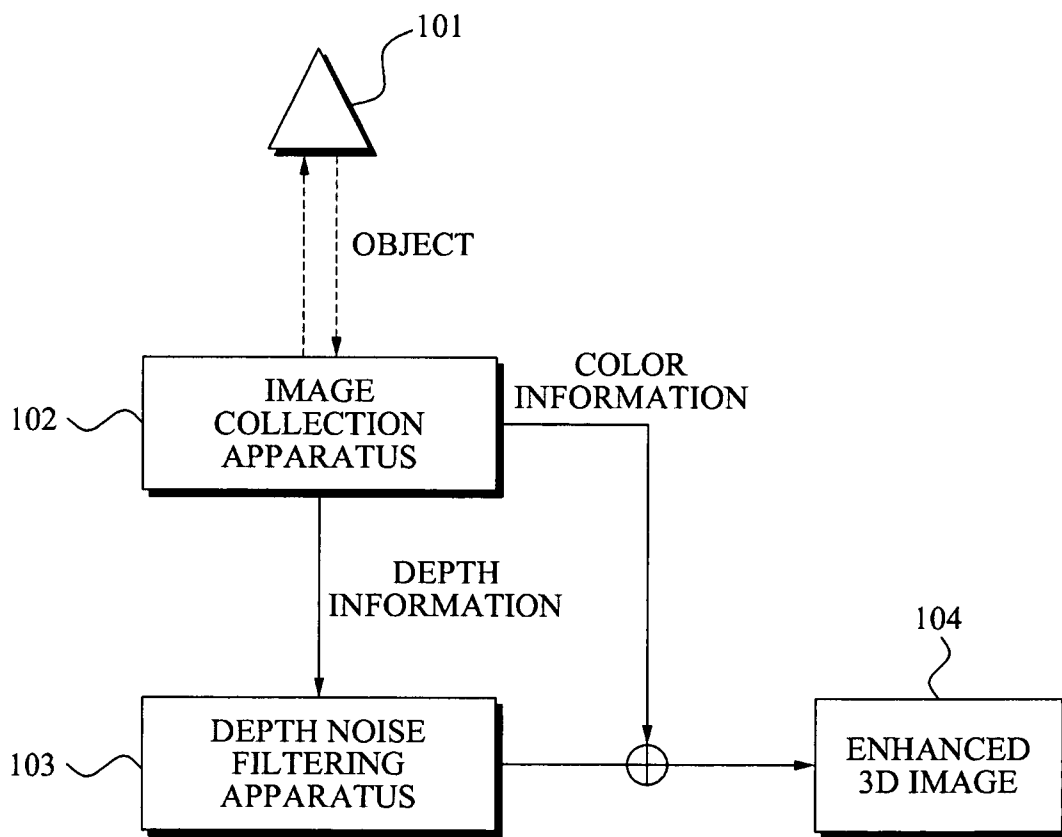 101
OBJECT
COLOR
INFORMATION
IMAGE
COLLECTION
APPARATUS
102
DEPTH
INFORMATION
104
DEPTH NOISE
FILTERING
APPARATUS
103
ENHANCED
3D IMAGE